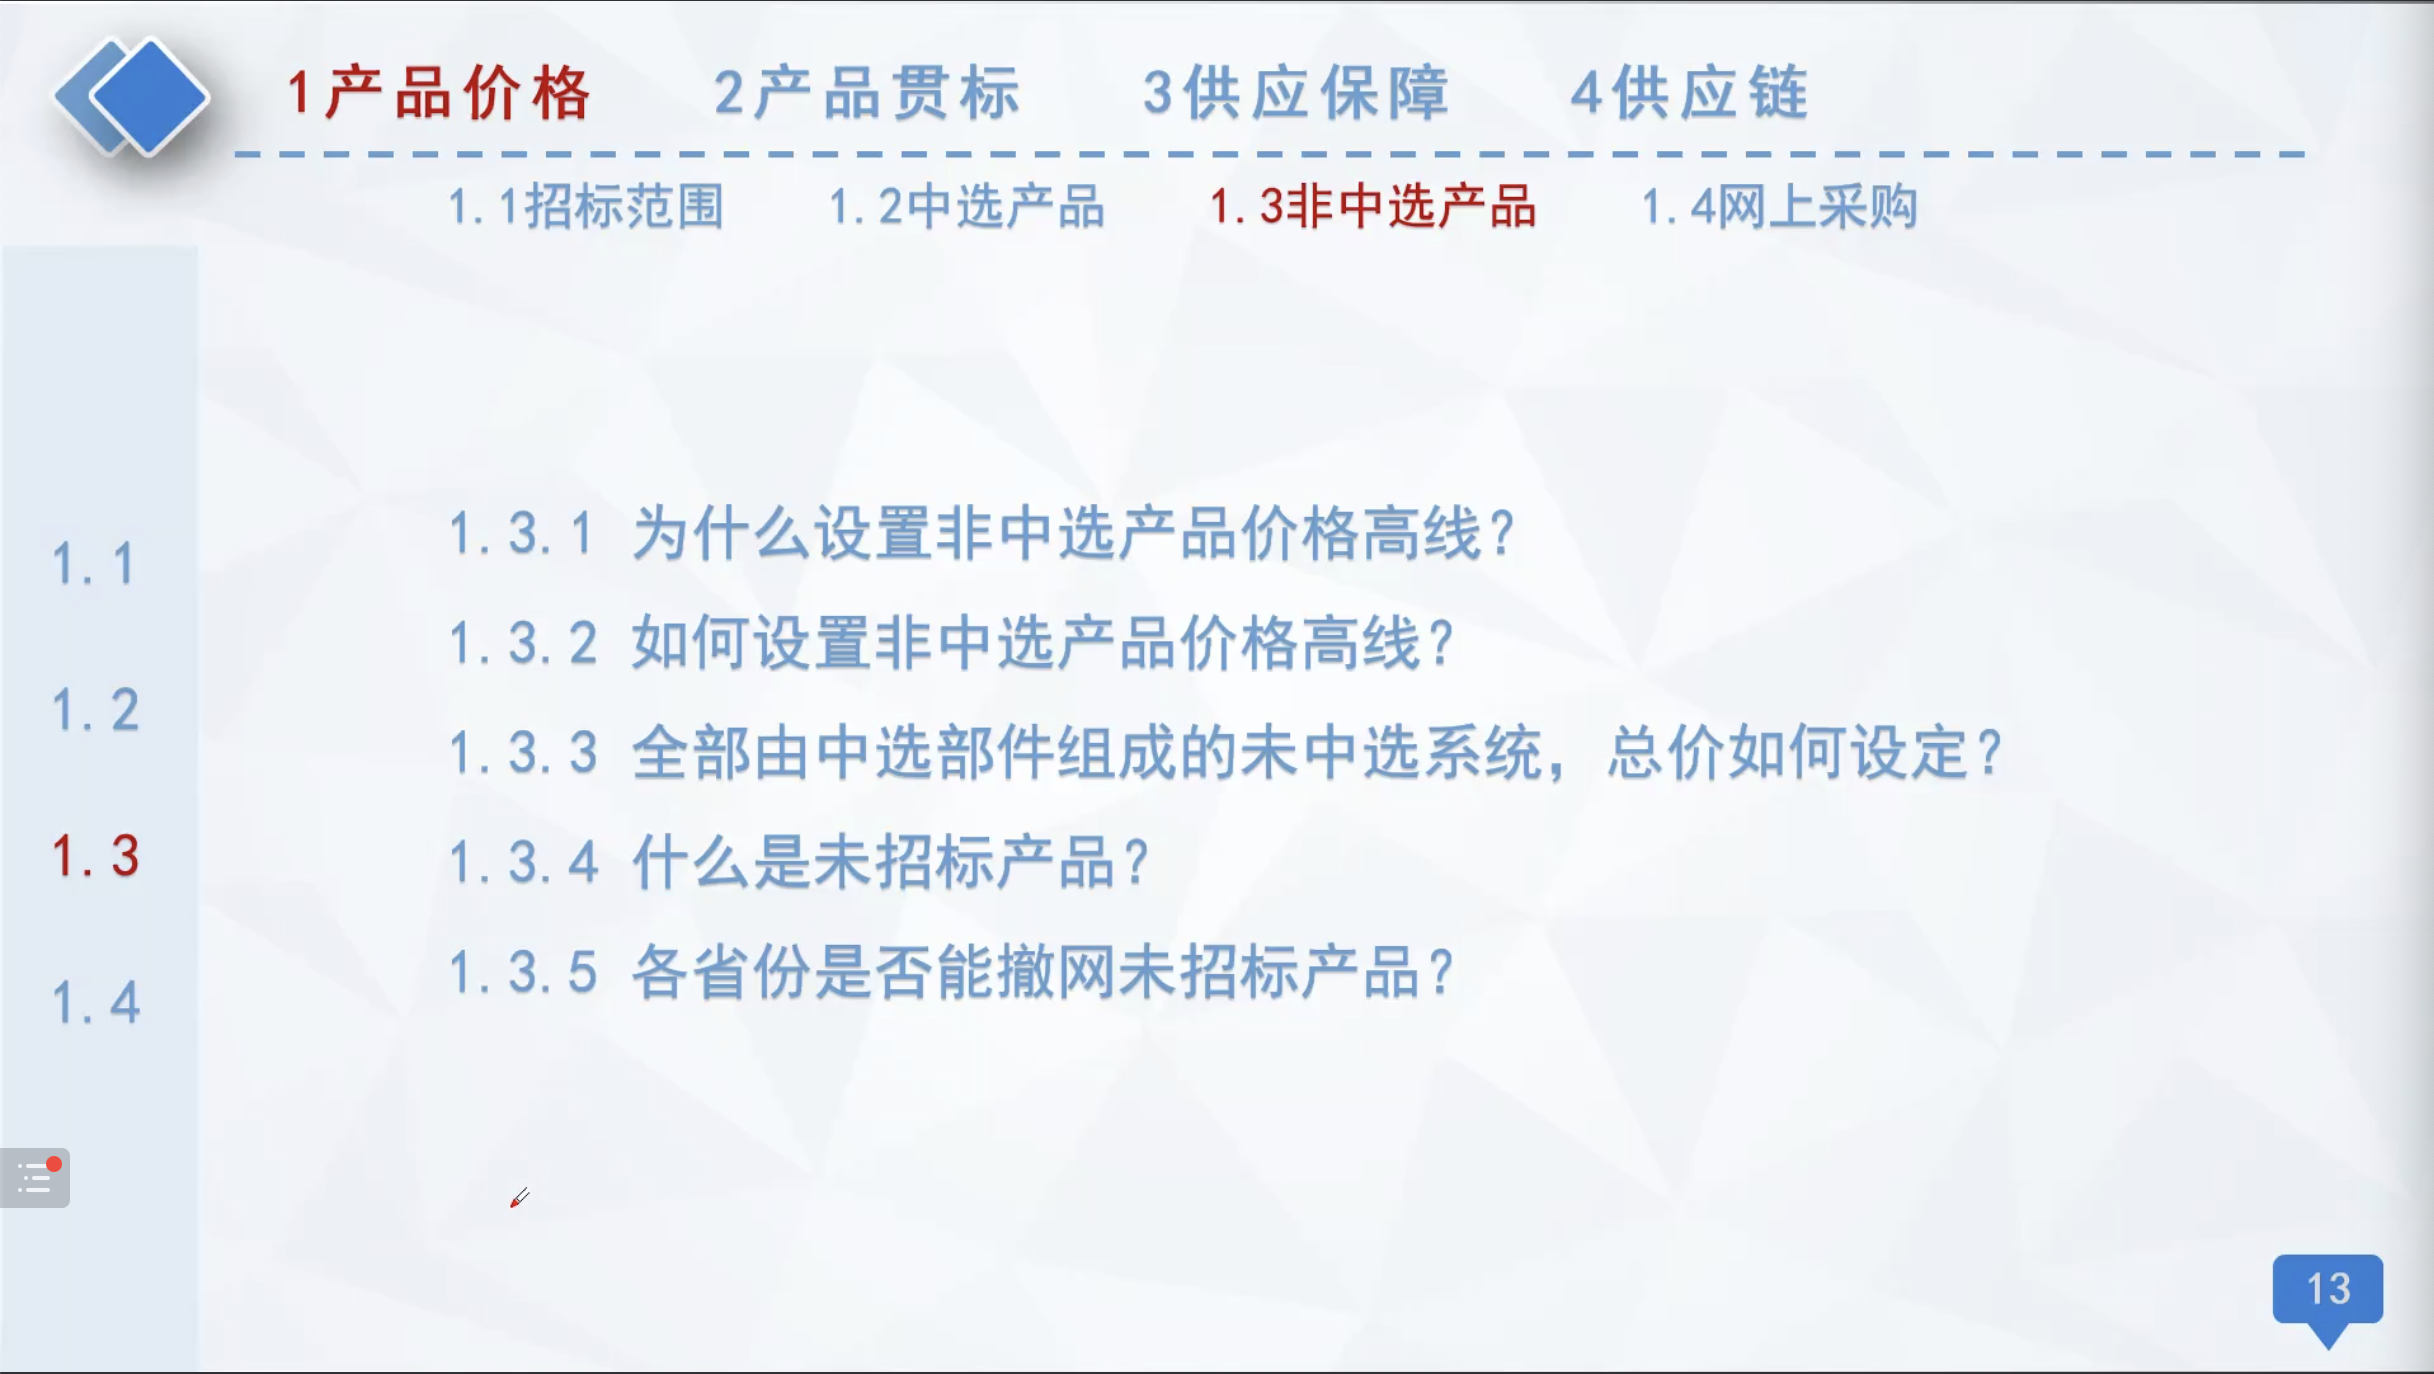 1产品价格 2产品贯标 3供应保障 4供应链
1.1招标范围 1.2中选产品 1.3非中选产品 1.4网上采购
1.1
1.2
1.3
1.4
1.3.1 为什么设置非中选产品价格高线？
1.3.2 如何设置非中选产品价格高线？
1.3.3 全部由中选部件组成的未中选系统，总价如何设定？
1.3.4 什么是未招标产品？
1.3.5 各省份是否能撤网未招标产品？
13